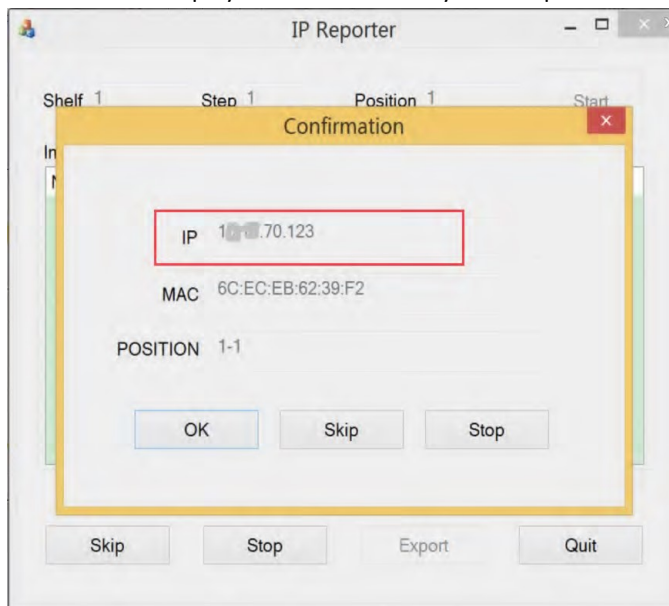 IP Reporter
Shelf 1 Step 1 Position 1 Start
Confirmation
IP .70.123
MAC 6C:EC:EB:62:39:F2
POSITION 1-1
OK Skip Stop
Skip Stop Export Quit